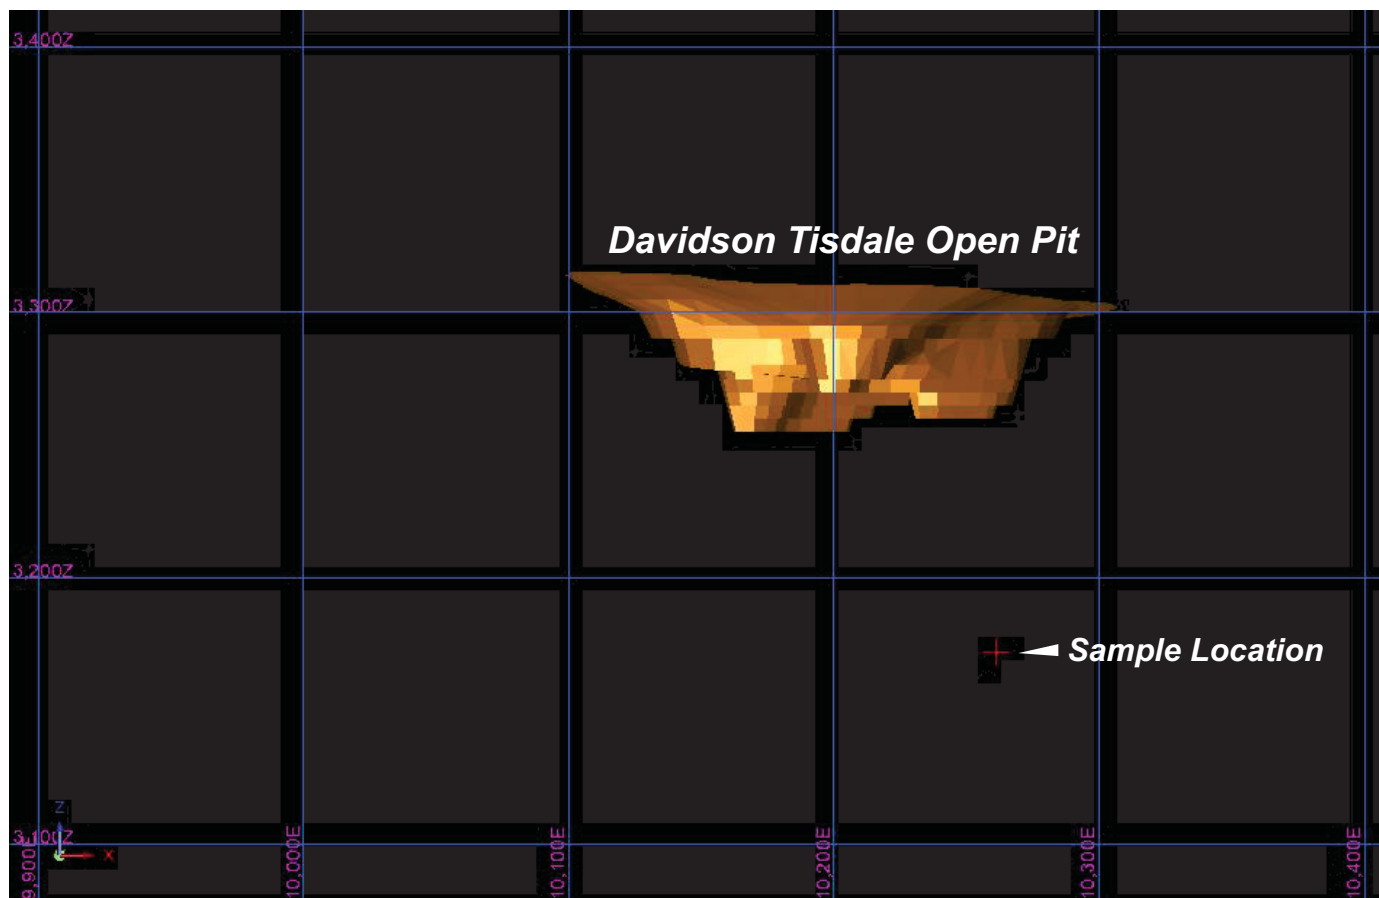 3,400Z
Davidson Tisdale Open Pit
3,300Z
3,200Z
Sample Location
Z
3,100Z
X
9,900E
10,000E
10,100E
10,200E
10,300E
10,400E